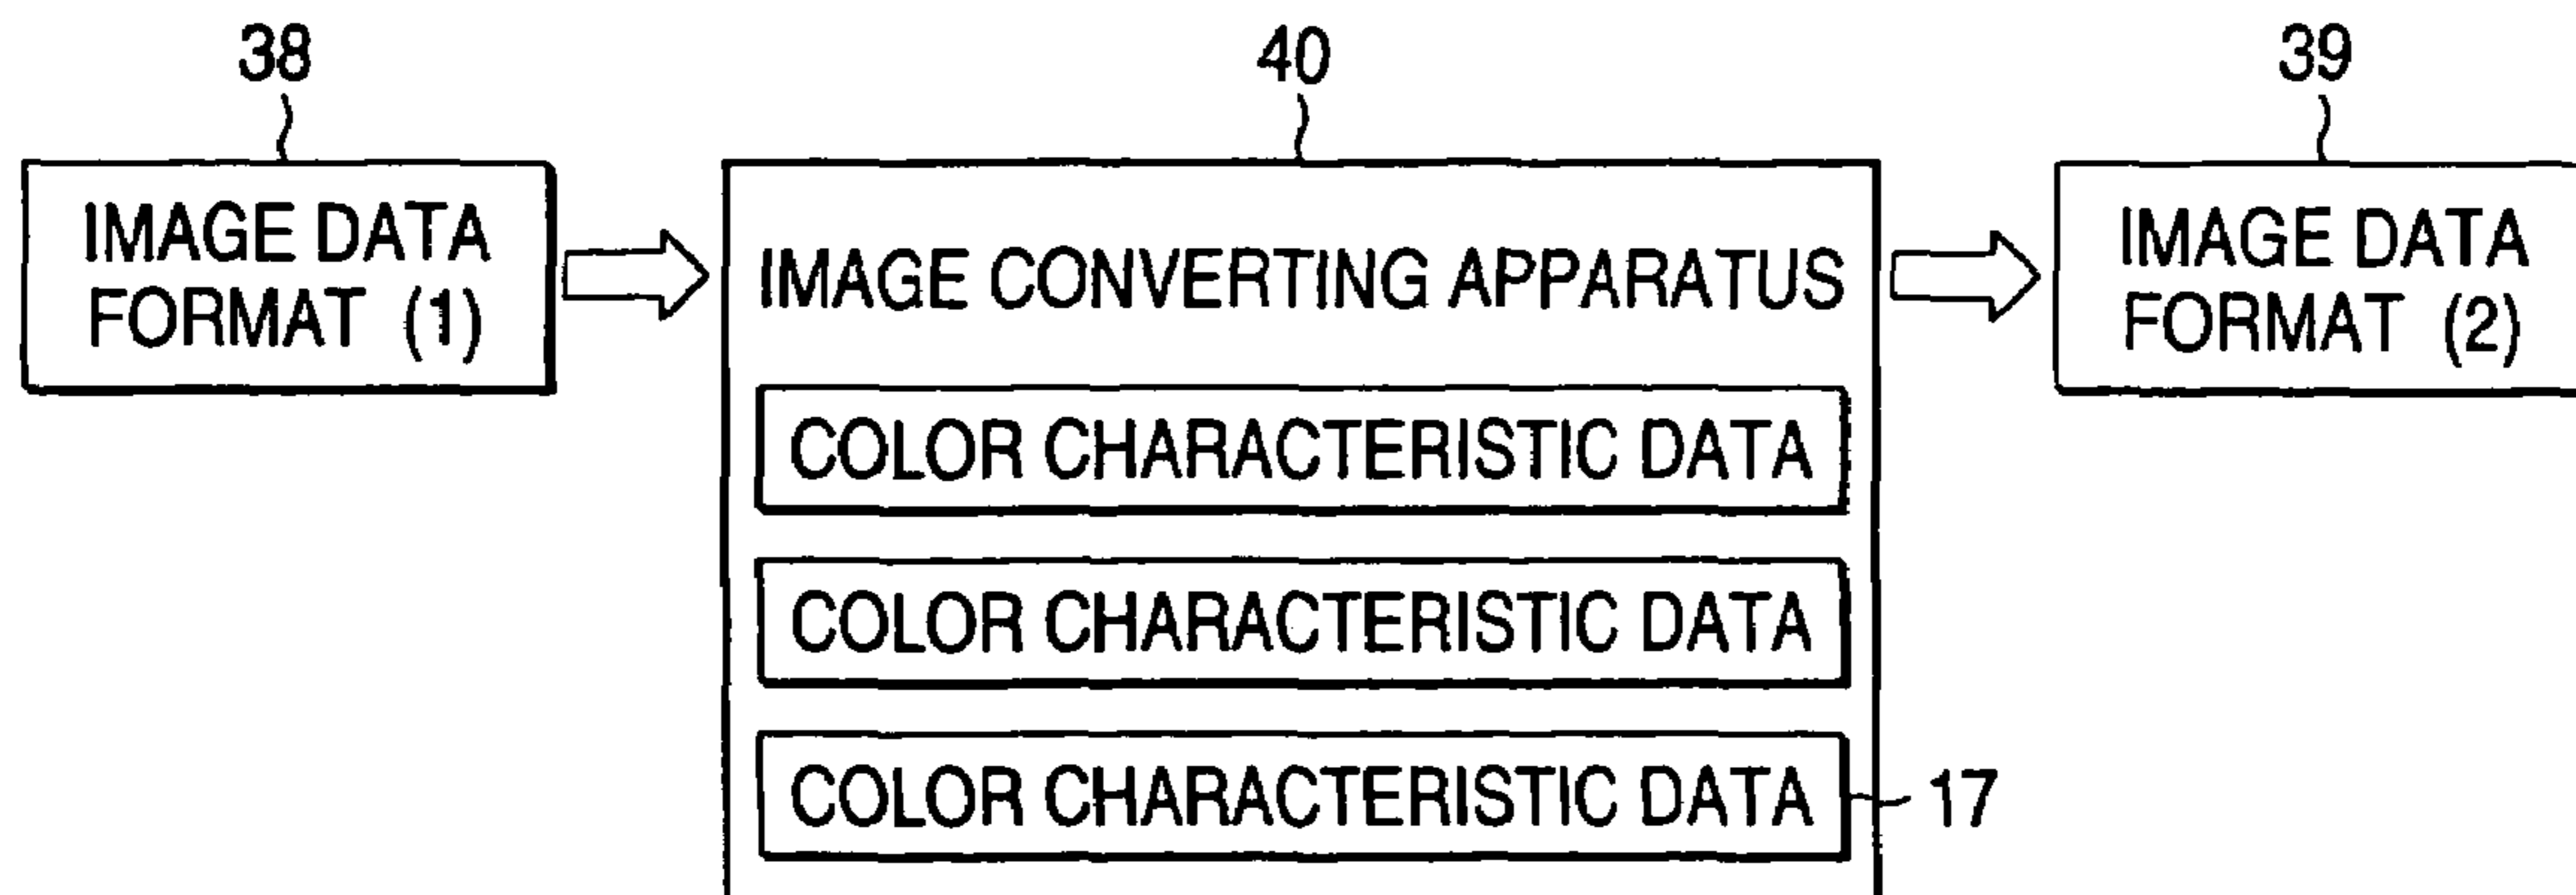 38
40
39
IMAGE DATA
FORMAT (1)
IMAGE CONVERTING APPARATUS
IMAGE DATA
FORMAT (2)
COLOR CHARACTERISTIC DATA
COLOR CHARACTERISTIC DATA
COLOR CHARACTERISTIC DATA
17